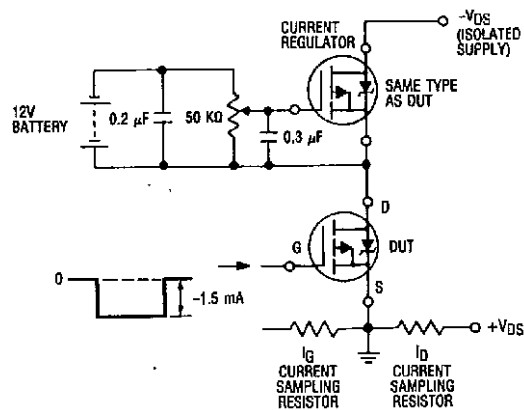 CURRENT
REGULATOR
–VDS
(ISOLATED
SUPPLY)
SAME TYPE
AS DUT
12V
BATTERY
0.2 µF
50 KΩ
0.3 µF
D
G
DUT
S
0
–1.5 mA
+VDS
IG
CURRENT
SAMPLING
RESISTOR
ID
CURRENT
SAMPLING
RESISTOR